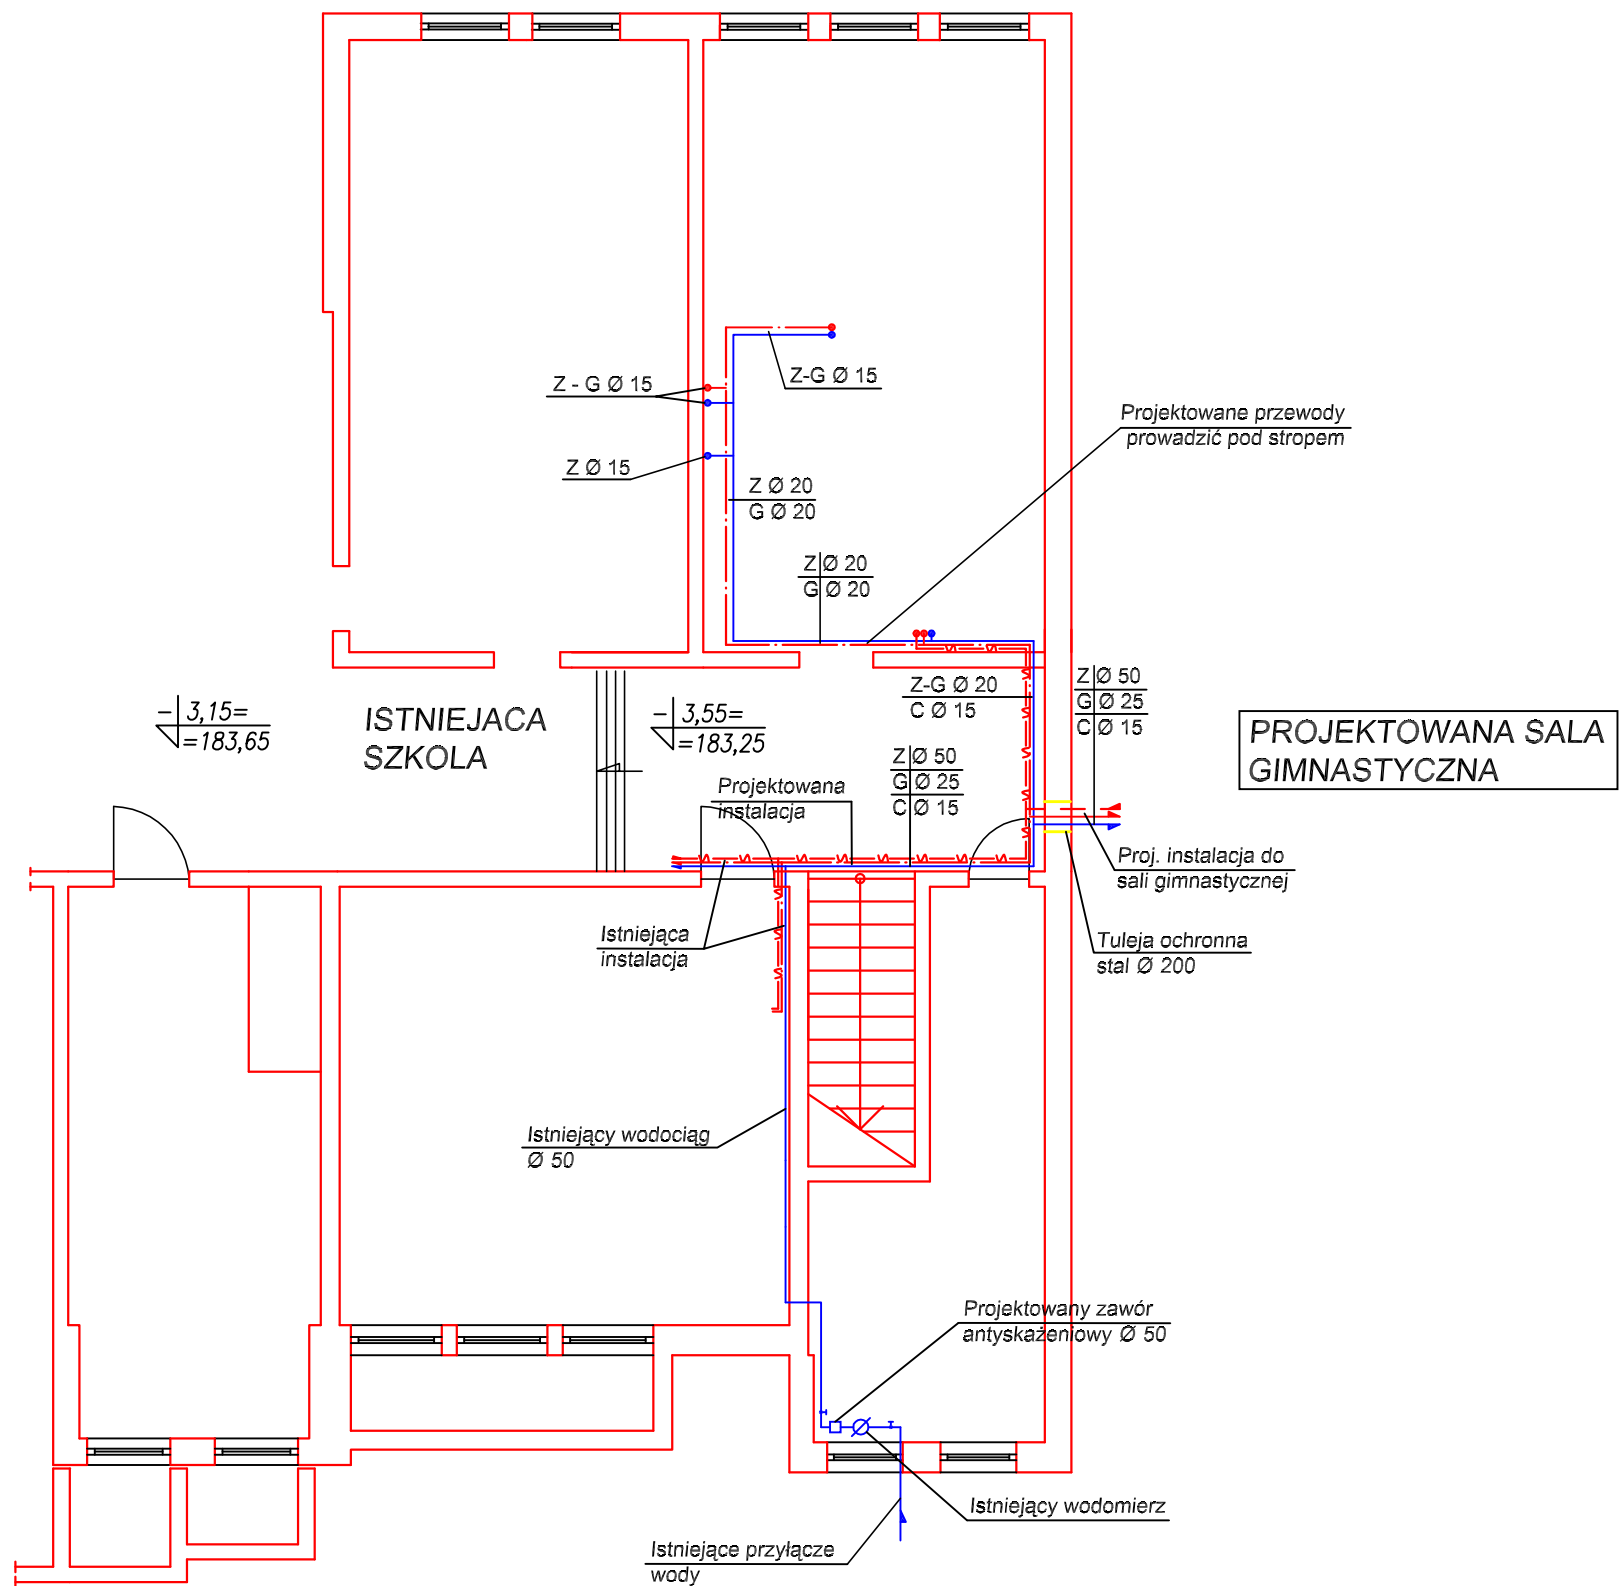 Z - G Ø 15
Z-G Ø 15
Projektowane przewody
prowadzić pod stropem
Z Ø 15
Z Ø 20
G Ø 20
Z Ø 20
G Ø 20
Z-G Ø 20
C Ø 15
Z Ø 50
G Ø 25
C Ø 15
- 3,15=
=183,65
ISTNIEJACA
SZKOLA
- 3,55=
=183,25
PROJEKTOWANA SALA
GIMNASTYCZNA
Z Ø 50
G Ø 25
C Ø 15
Projektowana
instalacja
Proj. instalacja do
sali gimnastycznej
Istniejąca
instalacja
Tuleja ochronna
stal Ø 200
Istniejący wodociąg
Ø 50
Projektowany zawór
antyskażeniowy Ø 50
Istniejący wodomierz
Istniejące przyłącze
wody